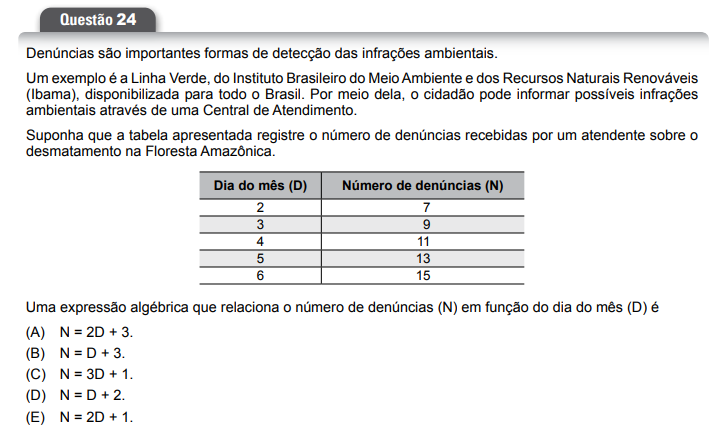 Questão 24
Denúncias são importantes formas de detecção das infrações ambientais.
Um exemplo é a Linha Verde, do Instituto Brasileiro do Meio Ambiente e dos Recursos Naturais Renováveis
(Ibama), disponibilizada para todo o Brasil. Por meio dela, o cidadão pode informar possíveis infrações
ambientais através de uma Central de Atendimento.
Suponha que a tabela apresentada registre o número de denúncias recebidas por um atendente sobre o
desmatamento na Floresta Amazônica.
Dia do mês (D) Número de denúncias (N)
2 7
3 9
4 11
5 13
6 15
Uma expressão algébrica que relaciona o número de denúncias (N) em função do dia do mês (D) é
(A) N = 2D + 3.
(B) N = D + 3.
(C) N = 3D + 1.
(D) N = D + 2.
(E) N = 2D + 1.